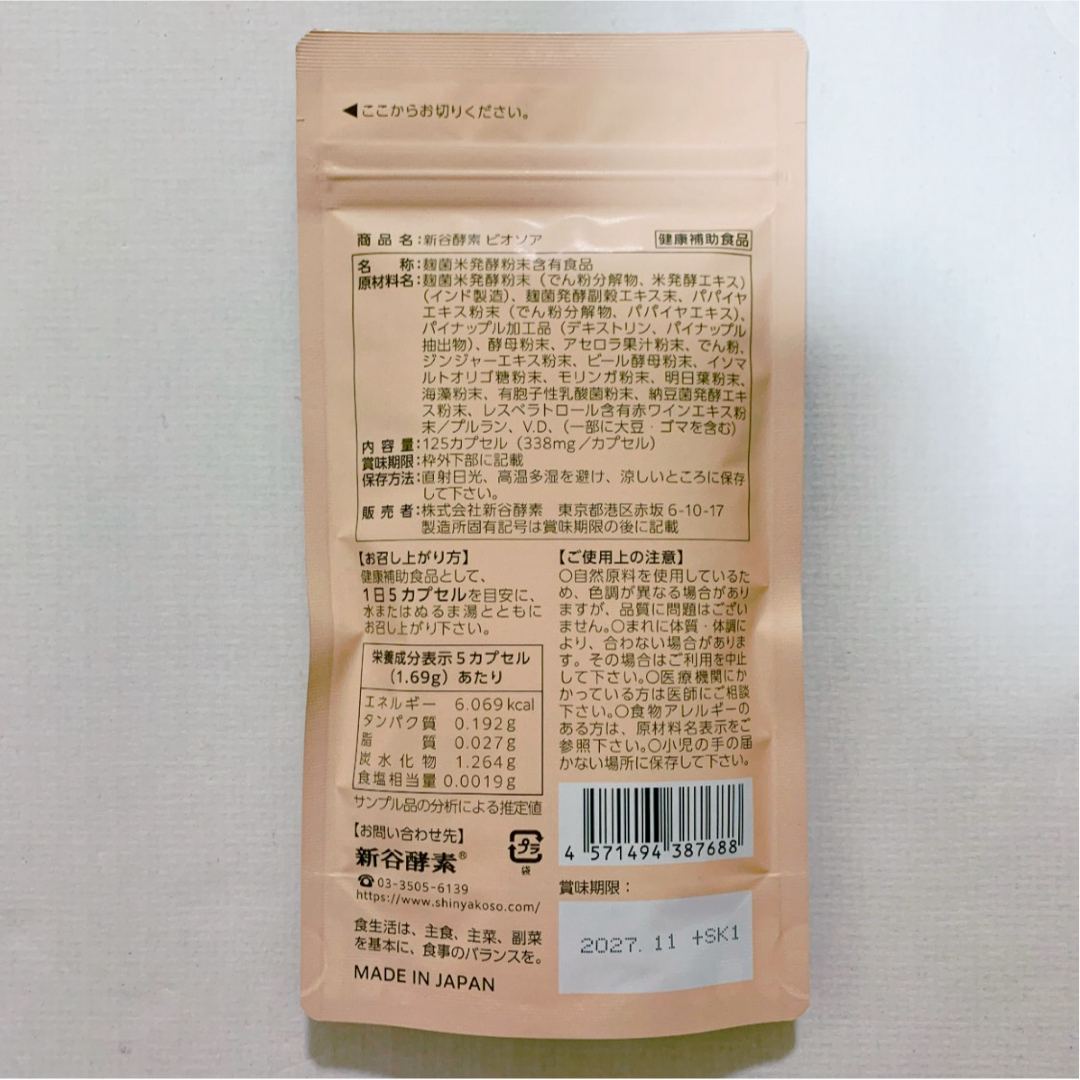 ◀ここからお切りください。
商品名:新谷酵素 ビオソア 健康補助食品
名称:麹菌米発酵粉末含有食品
原材料名:麹菌米発酵粉末(でん粉分解物、米発酵エキス)
(インド製造)、麹菌発酵副穀エキス末、パパイヤ
エキス粉末(でん粉分解物、パパイヤエキス)、
パイナップル加工品(デキストリン、パイナップル
抽出物)、酵母粉末、アセロラ果汁粉末、でん粉、
ジンジャーエキス粉末、ビール酵母粉末、イソマ
ルトオリゴ糖粉末、モリンガ粉末、明日葉粉末、
海藻粉末、有胞子性乳酸菌粉末、納豆菌発酵エキ
ス粉末、レスベラトロール含有赤ワインエキス粉
末/プルラン、V.D.、(一部に大豆・ゴマを含む)
内容量:125カプセル(338mg/カプセル)
賞味期限:枠外下部に記載
保存方法:直射日光、高温多湿を避け、涼しいところに保存
して下さい。
販売者:株式会社新谷酵素 東京都港区赤坂6-10-17
製造所固有記号は賞味期限の後に記載
【お召し上がり方】
健康補助食品として、
1日5カプセルを目安に、
水またはぬるま湯とともに
お召し上がり下さい。
栄養成分表示5カプセル
(1.69g)あたり
エネルギー 6.069kcal
タンパク質 0.192g
脂質 0.027g
炭水化物 1.264g
食塩相当量 0.0019g
サンプル品の分析による推定値
【お問い合わせ先】
新谷酵素®
☎03-3505-6139
https://www.shinyakoso.com/
プラ
袋
食生活は、主食、主菜、副菜
を基本に、食事のバランスを。
MADE IN JAPAN
【ご使用上の注意】
○自然原料を使用しているた
め、色調が異なる場合があり
ますが、品質に問題はござい
ません。○まれに体質・体調に
より、合わない場合がありま
す。その場合はご利用を中止
して下さい。○医療機関にか
かっている方は医師にご相談
下さい。○食物アレルギーの
ある方は、原材料名表示をご
参照下さい。○小児の手の届
かない場所に保存して下さい。
4 571494 387688
賞味期限:
2027.11 +SK1